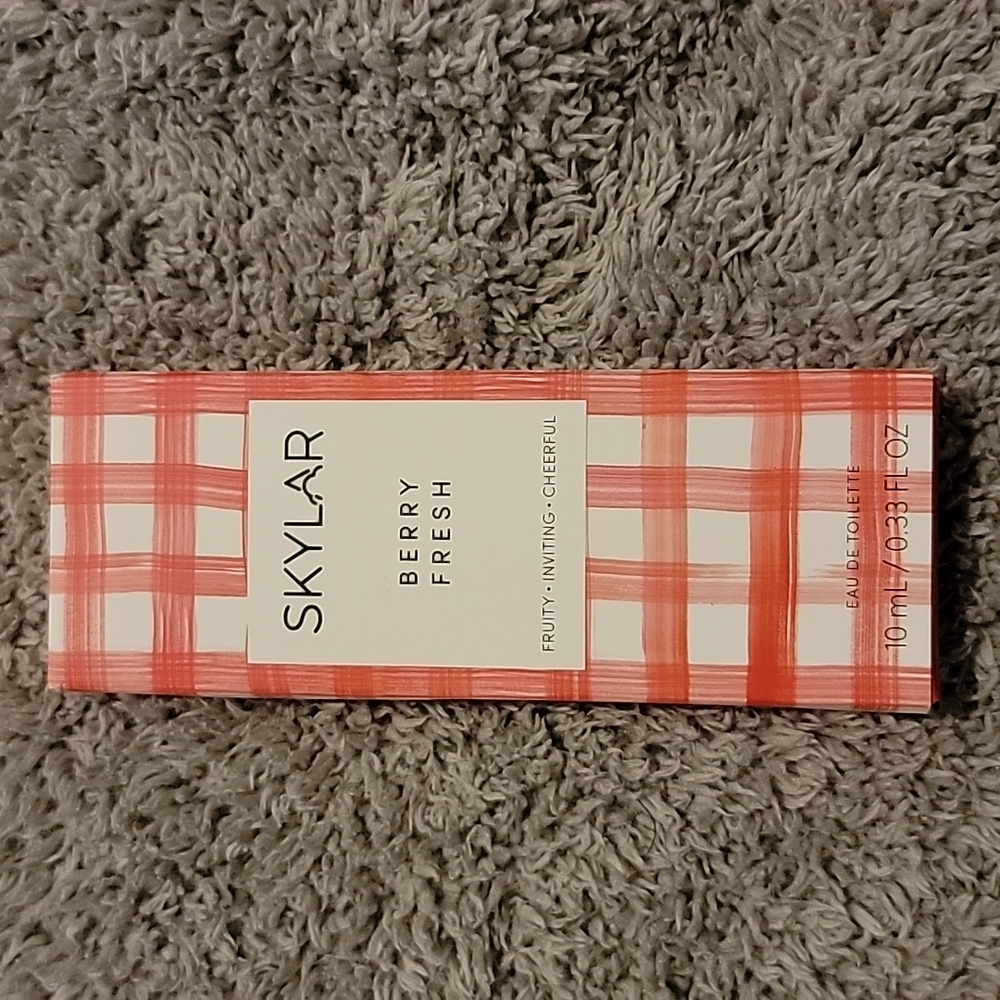 SKYLAR
BERRY
FRESH
FRUITY • INVITING • CHEERFUL
EAU DE TOILETTE
10 mL / 0.33 FL OZ